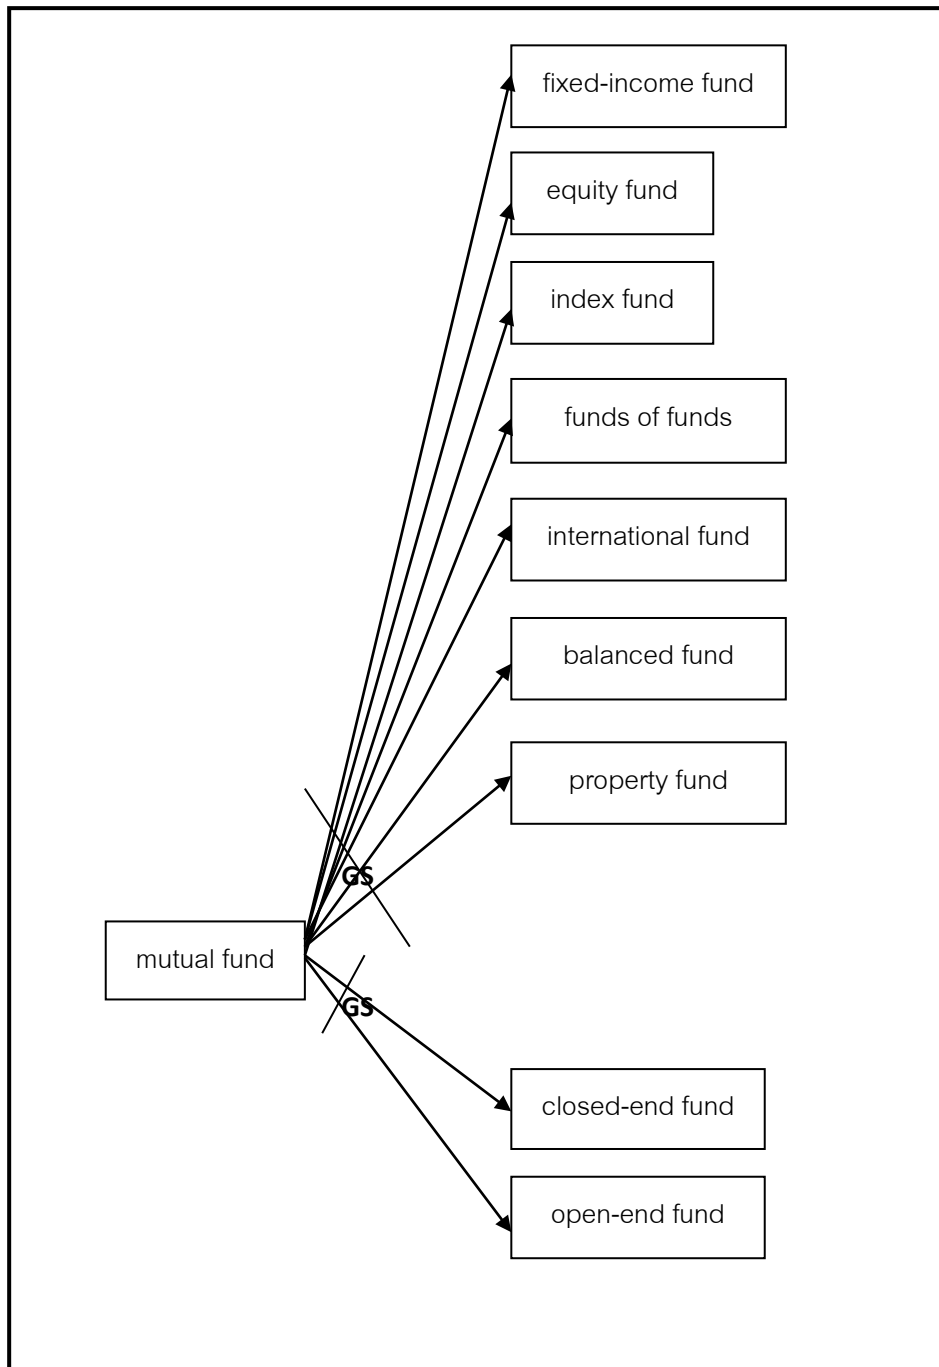 fixed-income fund
equity fund
index fund
funds of funds
international fund
balanced fund
property fund
GS
mutual fund
GS
closed-end fund
open-end fund